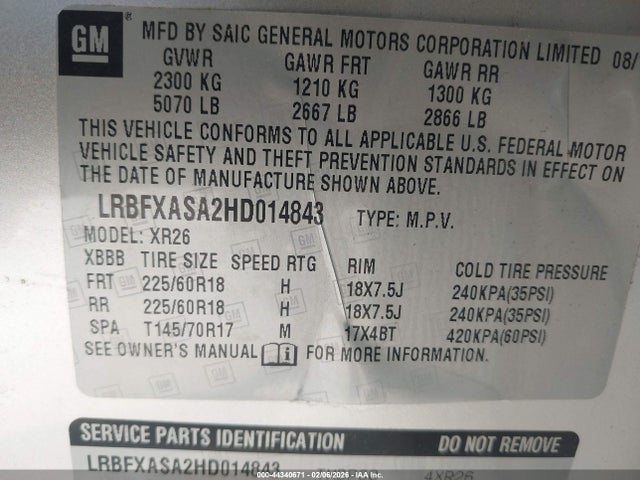 GM
MFD BY SAIC GENERAL MOTORS CORPORATION LIMITED 08/
GVWR GAWR FRT GAWR RR
2300 KG 1210 KG 1300 KG
5070 LB 2667 LB 2866 LB
THIS VEHICLE CONFORMS TO ALL APPLICABLE U.S. FEDERAL MOTOR
VEHICLE SAFETY AND THEFT PREVENTION STANDARDS IN EFFECT ON
THE DATE OF MANUFACTURE SHOWN ABOVE.
LRBFXASA2HD014843 TYPE: M.P.V.
MODEL: XR26
XBBB TIRE SIZE SPEED RTG RIM COLD TIRE PRESSURE
FRT 225/60R18 H 18X7.5J 240KPA(35PSI)
RR 225/60R18 H 18X7.5J 240KPA(35PSI)
SPA T145/70R17 M 17X4BT 420KPA(60PSI)
SEE OWNER'S MANUAL FOR MORE INFORMATION.
SERVICE PARTS IDENTIFICATION DO NOT REMOVE
LRBFXASA2HD014843 4XR26
000-44340671 - 02/06/2026 - IAAI.COM